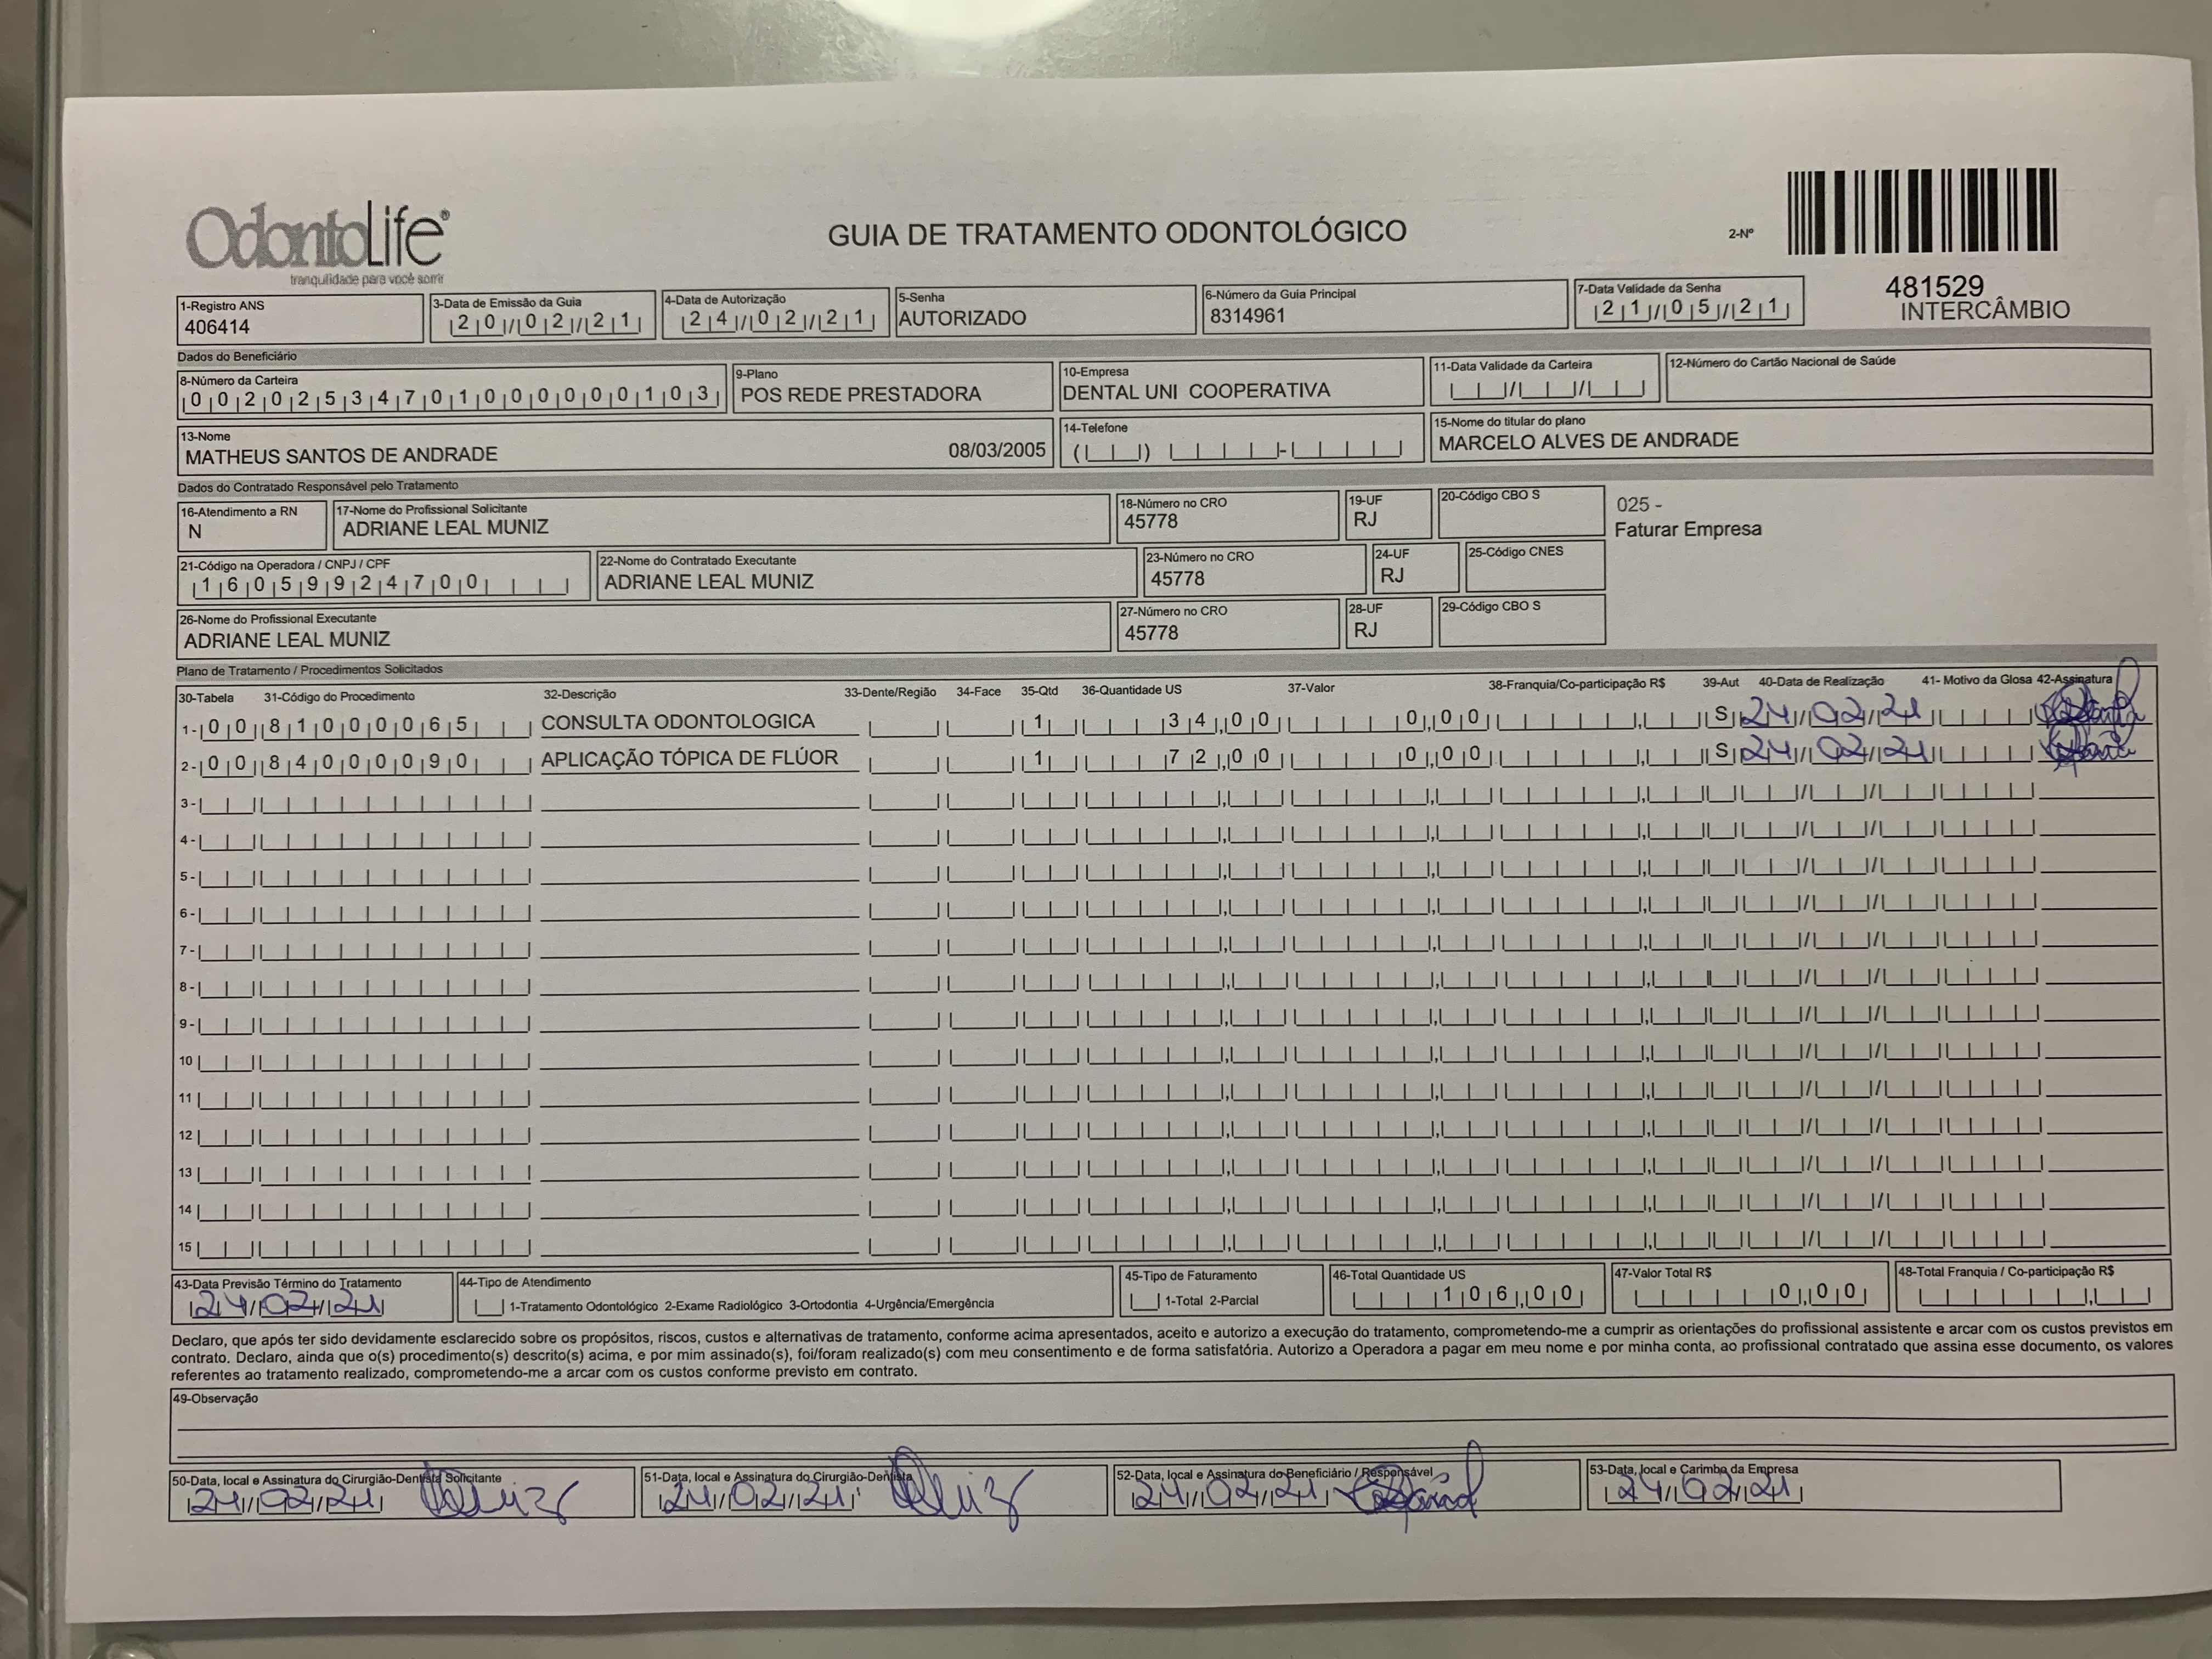 OdontoLife®
tranquilidade para você sorrir
GUIA DE TRATAMENTO ODONTOLÓGICO
2-Nº
481529
INTERCÂMBIO
1-Registro ANS
406414
3-Data de Emissão da Guia
20/02/21
4-Data de Autorização
24/02/21
5-Senha
AUTORIZADO
6-Número da Guia Principal
8314961
7-Data Validade da Senha
21/05/21
Dados do Beneficiário
8-Número da Carteira
00202534701000000103
9-Plano
POS REDE PRESTADORA
10-Empresa
DENTAL UNI COOPERATIVA
11-Data Validade da Carteira
12-Número do Cartão Nacional de Saúde
13-Nome
MATHEUS SANTOS DE ANDRADE 08/03/2005
14-Telefone
15-Nome do titular do plano
MARCELO ALVES DE ANDRADE
Dados do Contratado Responsável pelo Tratamento
16-Atendimento a RN
N
17-Nome do Profissional Solicitante
ADRIANE LEAL MUNIZ
18-Número no CRO
45778
19-UF
RJ
20-Código CBO S
025 -
Faturar Empresa
21-Código na Operadora / CNPJ / CPF
16059924700
22-Nome do Contratado Executante
ADRIANE LEAL MUNIZ
23-Número no CRO
45778
24-UF
RJ
25-Código CNES
26-Nome do Profissional Executante
ADRIANE LEAL MUNIZ
27-Número no CRO
45778
28-UF
RJ
29-Código CBO S
Plano de Tratamento / Procedimentos Solicitados
30-Tabela 31-Código do Procedimento 32-Descrição 33-Dente/Região 34-Face 35-Qtd 36-Quantidade US 37-Valor 38-Franquia/Co-participação R$ 39-Aut 40-Data de Realização 41- Motivo da Glosa 42-Assinatura
1- 00 81000065 CONSULTA ODONTOLOGICA 1 34,00 0,00 S 24/02/21
2- 00 84000090 APLICAÇÃO TÓPICA DE FLÚOR 1 72,00 0,00 S 24/02/21
3-
4-
5-
6-
7-
8-
9-
10
11
12
13
14
15
43-Data Previsão Término do Tratamento
24/02/21
44-Tipo de Atendimento
1-Tratamento Odontológico 2-Exame Radiológico 3-Ortodontia 4-Urgência/Emergência
45-Tipo de Faturamento
1-Total 2-Parcial
46-Total Quantidade US
106,00
47-Valor Total R$
0,00
48-Total Franquia / Co-participação R$
Declaro, que após ter sido devidamente esclarecido sobre os propósitos, riscos, custos e alternativas de tratamento, conforme acima apresentados, aceito e autorizo a execução do tratamento, comprometendo-me a cumprir as orientações do profissional assistente e arcar com os custos previstos em
contrato. Declaro, ainda que o(s) procedimento(s) descrito(s) acima, e por mim assinado(s), foi/foram realizado(s) com meu consentimento e de forma satisfatória. Autorizo a Operadora a pagar em meu nome e por minha conta, ao profissional contratado que assina esse documento, os valores
referentes ao tratamento realizado, comprometendo-me a arcar com os custos conforme previsto em contrato.
49-Observação
50-Data, local e Assinatura do Cirurgião-Dentista Solicitante
24/02/21
51-Data, local e Assinatura do Cirurgião-Dentista
24/02/21
52-Data, local e Assinatura do Beneficiário / Responsável
24/02/21
53-Data, local e Carimbo da Empresa
24/02/21